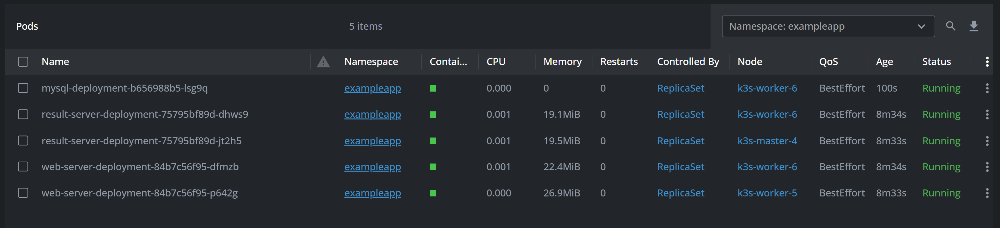 Pods 5 items Namespace: exampleapp
Name Namespace Contai... CPU Memory Restarts Controlled By Node QoS Age Status
mysql-deployment-b656988b5-lsg9q exampleapp 0.000 0 0 ReplicaSet k3s-worker-6 BestEffort 100s Running
result-server-deployment-75795bf89d-dhws9 exampleapp 0.001 19.1MiB 0 ReplicaSet k3s-worker-6 BestEffort 8m34s Running
result-server-deployment-75795bf89d-jt2h5 exampleapp 0.001 19.5MiB 0 ReplicaSet k3s-master-4 BestEffort 8m33s Running
web-server-deployment-84b7c56f95-dfmzb exampleapp 0.001 22.4MiB 0 ReplicaSet k3s-worker-6 BestEffort 8m34s Running
web-server-deployment-84b7c56f95-p642g exampleapp 0.000 26.9MiB 0 ReplicaSet k3s-worker-5 BestEffort 8m33s Running